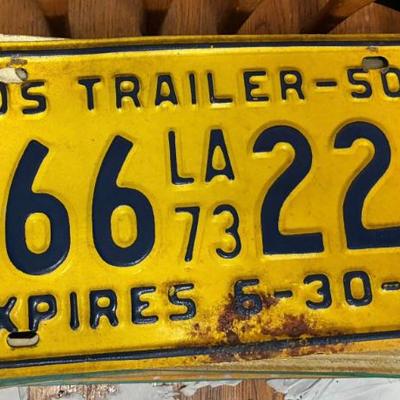 OS TRAILER-50
66 LA 73 22
XPIRES 6-30-